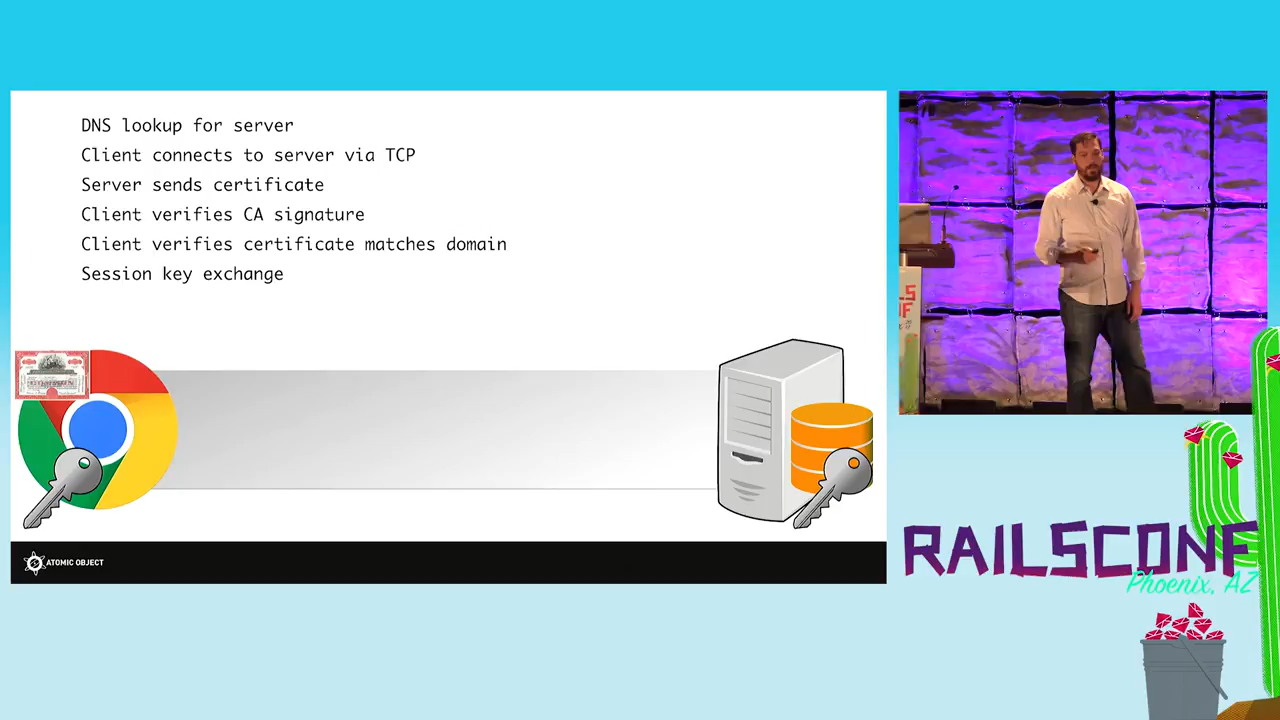 DNS lookup for server
Client connects to server via TCP
Server sends certificate
Client verifies CA signature
Client verifies certificate matches domain
Session key exchange
ATOMIC OBJECT
RAILSCONF
Phoenix, AZ